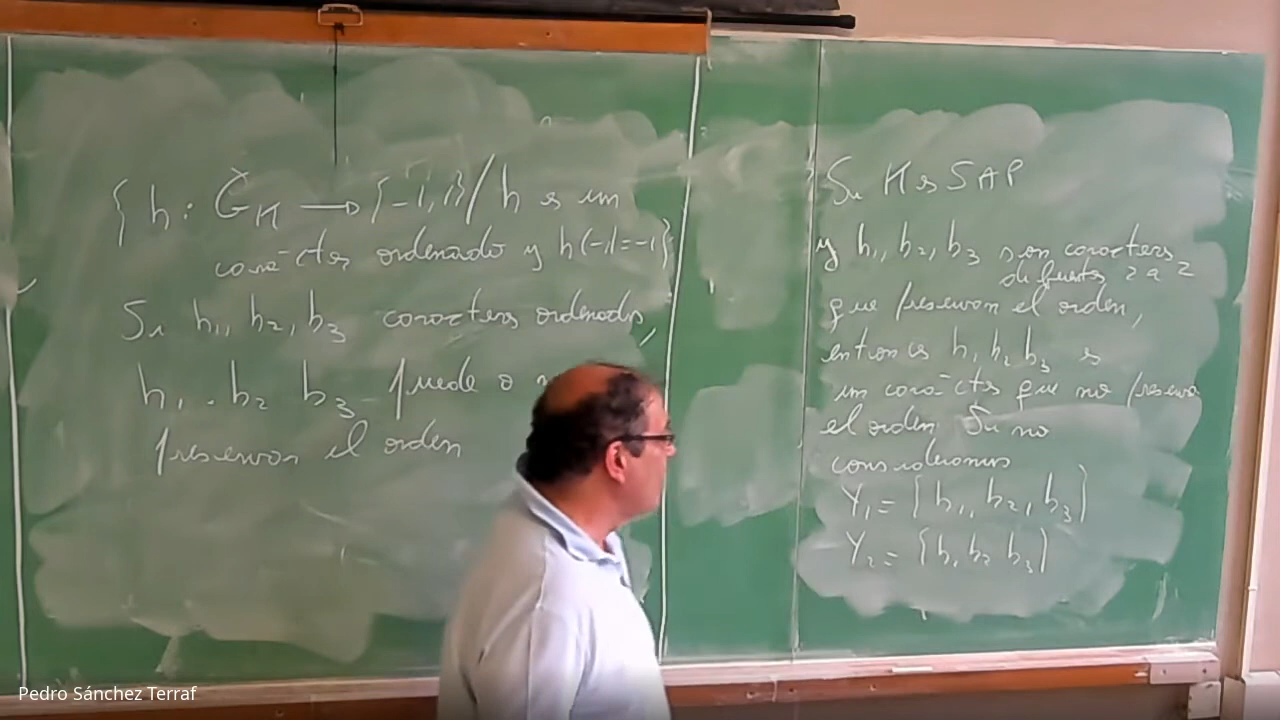 { h: Ğ_K → {-1,1} / h es un
carácter ordenado y h(-1)=-1}
Si h₁, h₂, h₃ caracteres ordenados,
h₁ . h₂ h₃ puede o
preservar el orden
Si K es SAP
y h₁, h₂, h₃ son caracteres
diferentes 2 a 2
que preservan el orden,
entonces h₁ h₂ h₃ es
un carácter que no preserva
el orden. Si no
consideramos
Y₁ = {h₁, h₂, h₃}
Y₂ = {h₁ h₂ h₃}
Pedro Sánchez Terraf